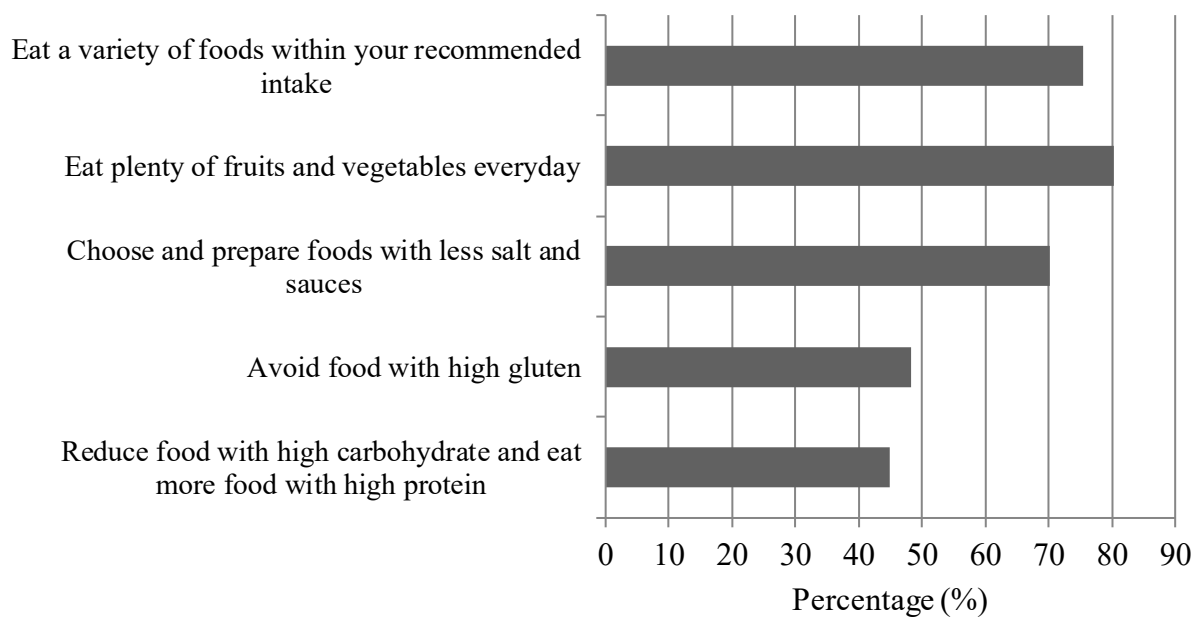 Eat a variety of foods within your recommended
intake
Eat plenty of fruits and vegetables everyday
Choose and prepare foods with less salt and
sauces
Avoid food with high gluten
Reduce food with high carbohydrate and eat
more food with high protein
0 10 20 30 40 50 60 70 80 90
Percentage (%)